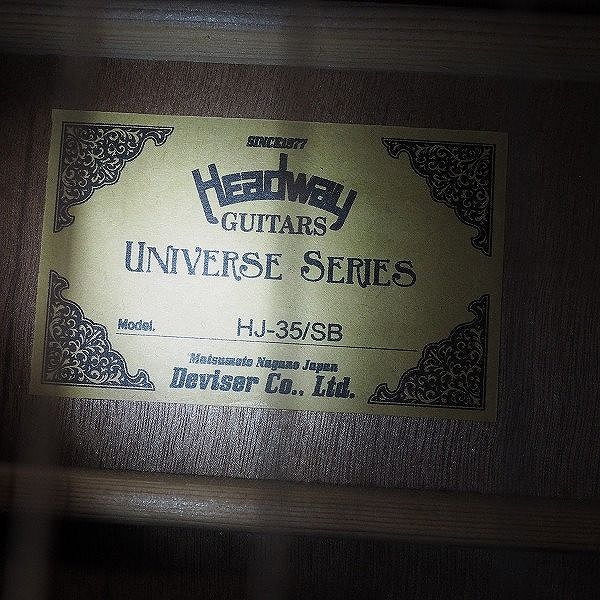 SINCE1977
Headway
GUITARS
UNIVERSE SERIES
Model. HJ-35/SB
Matsumoto Nagano Japan
Deviser Co., Ltd.